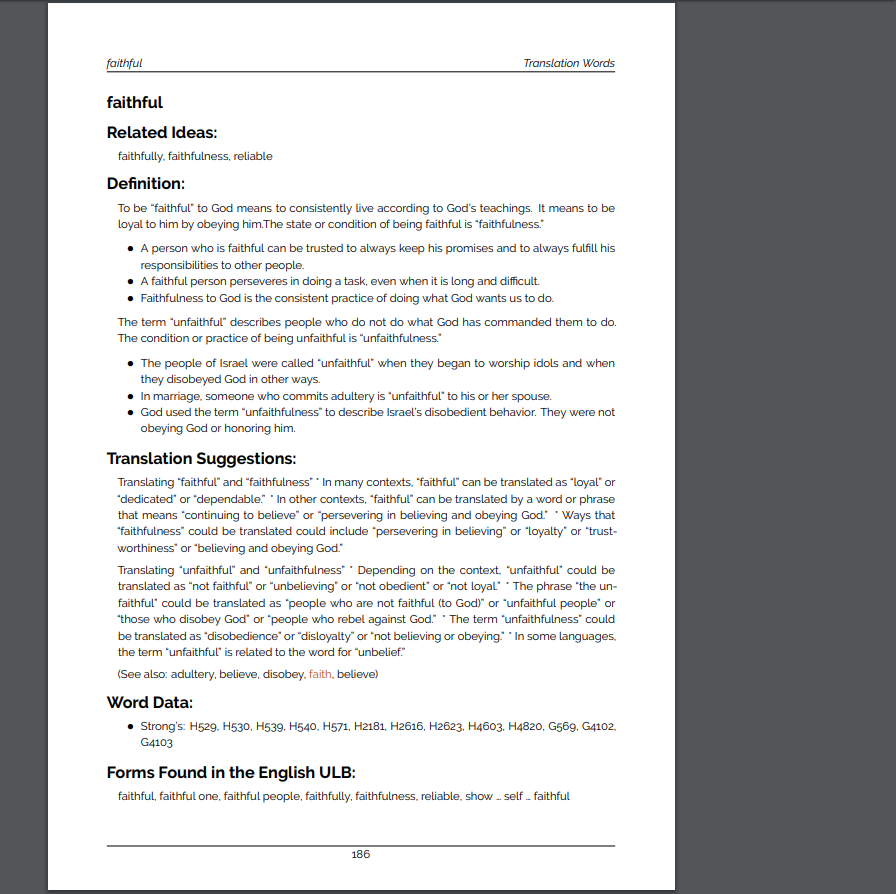 faithful Translation Words
faithful
Related Ideas:
faithfully, faithfulness, reliable
Definition:
To be “faithful” to God means to consistently live according to God’s teachings. It means to be
loyal to him by obeying him.The state or condition of being faithful is “faithfulness.”
● A person who is faithful can be trusted to always keep his promises and to always fulfill his
responsibilities to other people.
● A faithful person perseveres in doing a task, even when it is long and difficult.
● Faithfulness to God is the consistent practice of doing what God wants us to do.
The term “unfaithful” describes people who do not do what God has commanded them to do.
The condition or practice of being unfaithful is “unfaithfulness.”
● The people of Israel were called “unfaithful” when they began to worship idols and when
they disobeyed God in other ways.
● In marriage, someone who commits adultery is “unfaithful” to his or her spouse.
● God used the term “unfaithfulness” to describe Israel’s disobedient behavior. They were not
obeying God or honoring him.
Translation Suggestions:
Translating “faithful” and “faithfulness” * In many contexts, “faithful” can be translated as “loyal” or
“dedicated” or “dependable.” * In other contexts, “faithful” can be translated by a word or phrase
that means “continuing to believe” or “persevering in believing and obeying God.” * Ways that
“faithfulness” could be translated could include “persevering in believing” or “loyalty” or “trust-
worthiness” or “believing and obeying God.”
Translating “unfaithful” and “unfaithfulness” * Depending on the context, “unfaithful” could be
translated as “not faithful” or “unbelieving” or “not obedient” or “not loyal.” * The phrase “the un-
faithful” could be translated as “people who are not faithful (to God)” or “unfaithful people” or
“those who disobey God” or “people who rebel against God.” * The term “unfaithfulness” could
be translated as “disobedience” or “disloyalty” or “not believing or obeying.” * In some languages,
the term “unfaithful” is related to the word for “unbelief.”
(See also: adultery, believe, disobey, faith, believe)
Word Data:
● Strong’s: H529, H530, H539, H540, H571, H2181, H2616, H2623, H4603, H4820, G569, G4102,
G4103
Forms Found in the English ULB:
faithful, faithful one, faithful people, faithfully, faithfulness, reliable, show … self … faithful
186